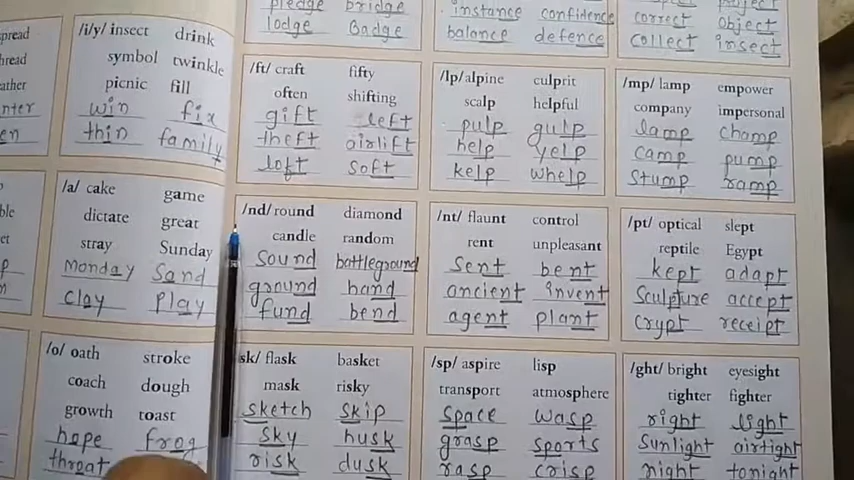 pledge bridge
lodge Badge
instance confidence
balance defence
correct object
collect insect
spread
hread
eather
nter
en
/i/y/ insect drink
symbol twinkle
picnic fill
win fix
thin family
/ft/ craft fifty
often shifting
gift left
theft airlift
loft soft
/lp/ alpine culprit
scalp helpful
pulp gulp
help yelp
kelp whelp
/mp/ lamp empower
company impersonal
lamp champ
camp pump
stump ramp
/a/ cake game
dictate great
stray Sunday
Monday Sand
clay play
/nd/ round diamond
candle random
sound battleground
ground hand
fund bend
/nt/ flaunt control
rent unpleasant
sent bent
ancient invent
agent plant
/pt/ optical slept
reptile Egypt
kept adapt
Sculpture accept
crypt receipt
/o/ oath stroke
coach dough
growth toast
hope frog
throat
sk/ flask basket
mask risky
sketch skip
sky husk
risk dusk
/sp/ aspire lisp
transport atmosphere
space wasp
grasp sports
rasp crisp
/ght/ bright eyesight
tighter fighter
right light
Sunlight airtight
night tonight